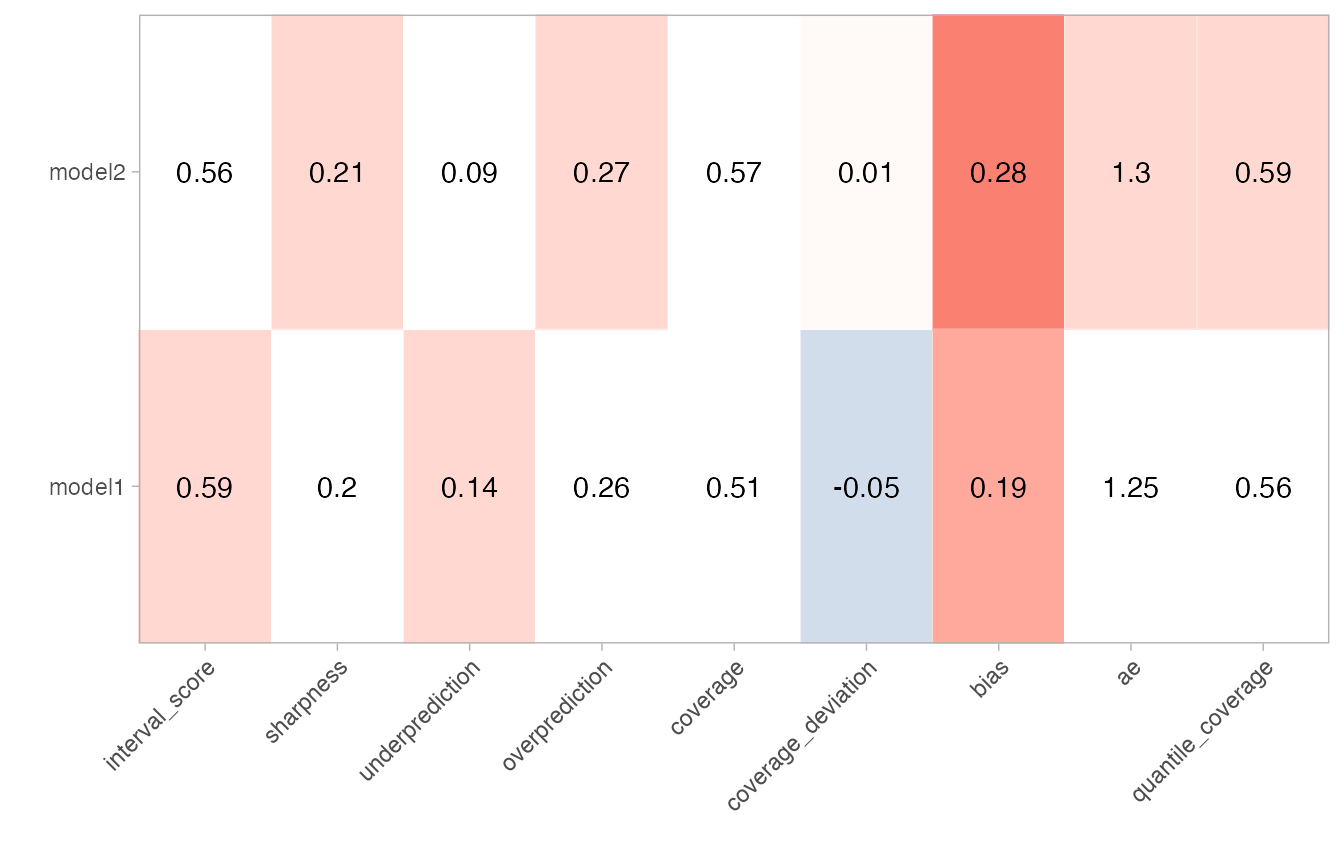 model2 0.56 0.21 0.09 0.27 0.57 0.01 0.28 1.3 0.59
model1 0.59 0.2 0.14 0.26 0.51 -0.05 0.19 1.25 0.56
interval_score sharpness underprediction overprediction coverage coverage_deviation bias ae quantile_coverage